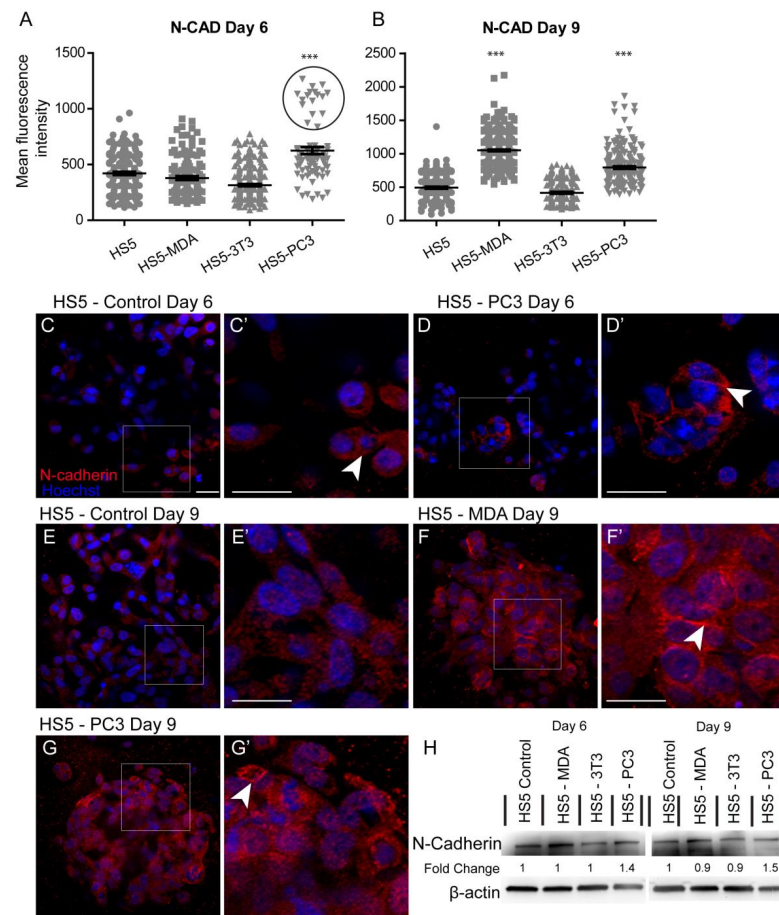 A
N-CAD Day 6
***
Mean fluorescence
intensity
1500
1000
500
0
HS5
HS5-MDA
HS5-3T3
HS5-PC3
B
N-CAD Day 9
***
***
2500
2000
1500
1000
500
0
HS5
HS5-MDA
HS5-3T3
HS5-PC3
HS5 - Control Day 6
HS5 - PC3 Day 6
C
C'
D
D'
N-cadherin
Hoechst
HS5 - Control Day 9
HS5 - MDA Day 9
E
E'
F
F'
HS5 - PC3 Day 9
G
G'
H
Day 6
Day 9
HS5 Control
HS5 - MDA
HS5 - 3T3
HS5 - PC3
HS5 Control
HS5 - MDA
HS5 - 3T3
HS5 - PC3
N-Cadherin
Fold Change 1 1 1 1.4 1 0.9 0.9 1.5
β-actin